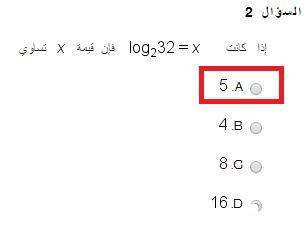 السؤال 2
إذا كانت log₂32 = x فإن قيمة x تساوي
5 .A
4 .B
8 .C
16 .D